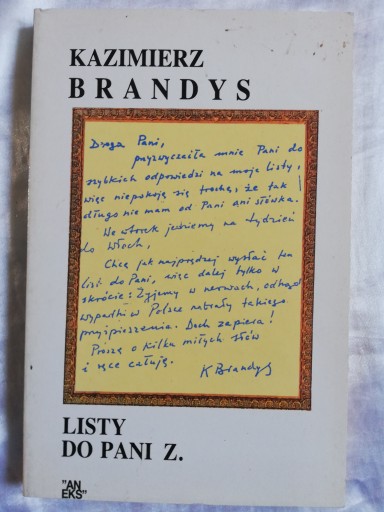 KAZIMIERZ
BRANDYS
Droga Pani,
przyzwyczaiła mnie Pani do
szybkich odpowiedzi na moje listy,
więc niepokoję się trochę, że tak
długo nie mam od Pani ani słówka.
We wtorek jedziemy na tydzień
do Włoch,
Chcę jak najprędzej wysłać ten
list do Pani, więc dalej tylko w
skrócie: Żyjemy w nerwach, odkąd
wypadki w Polsce nabrały takiego
przyśpieszenia. Dech zapiera!
Proszę o kilka miłych słów
i ręce całuję.
K Brandys
LISTY
DO PANI Z.
"AN
EKS"